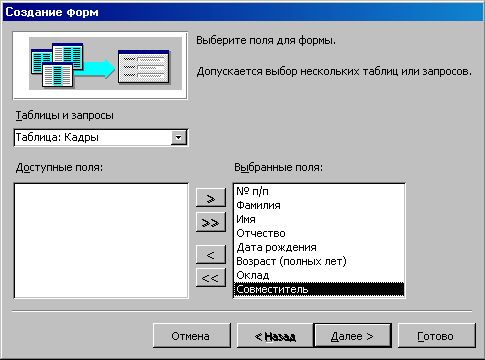 Создание форм
Выберите поля для формы.
Допускается выбор нескольких таблиц или запросов.
Таблицы и запросы
Таблица: Кадры
Доступные поля:
Выбранные поля:
>
>>
<
<<
№ п/п
Фамилия
Имя
Отчество
Дата рождения
Возраст (полных лет)
Оклад
Совместитель
Отмена
< Назад
Далее >
Готово